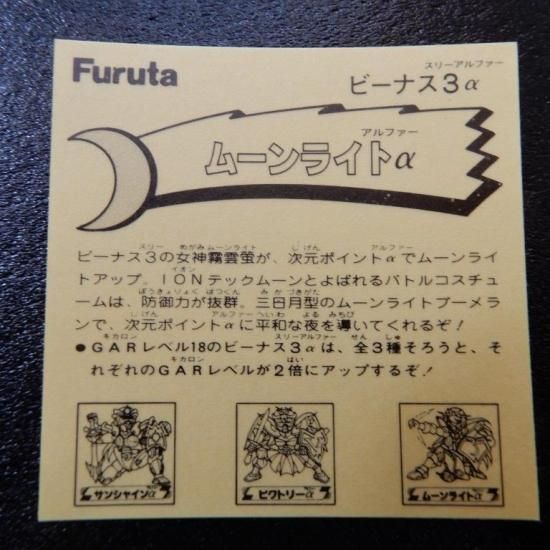 Furuta
スリーアルファー
ビーナス3α
アルファー
ムーンライトα
スリー めがみムーンライト じげん アルファー
ビーナス3の女神霧雲蛍が、次元ポイントαでムーンライ
イオン
トアップ。IONテックムーンとよばれるバトルコスチュ
ぼうぎょりょく ばつぐん みかづきがた
ームは、防御力が抜群。三日月型のムーンライトブーメラ
じげん アルファーへいわ よる みちび
ンで、次元ポイントαに平和な夜を導いてくれるぞ!
ギカロン スリーアルファー ぜん しゅ
●GARレベル18のビーナス3αは、全3種そろうと、そ
ギカロン ばい
れぞれのGARレベルが2倍にアップするぞ!
サンシャインα
ビクトリーα
ムーンライトα